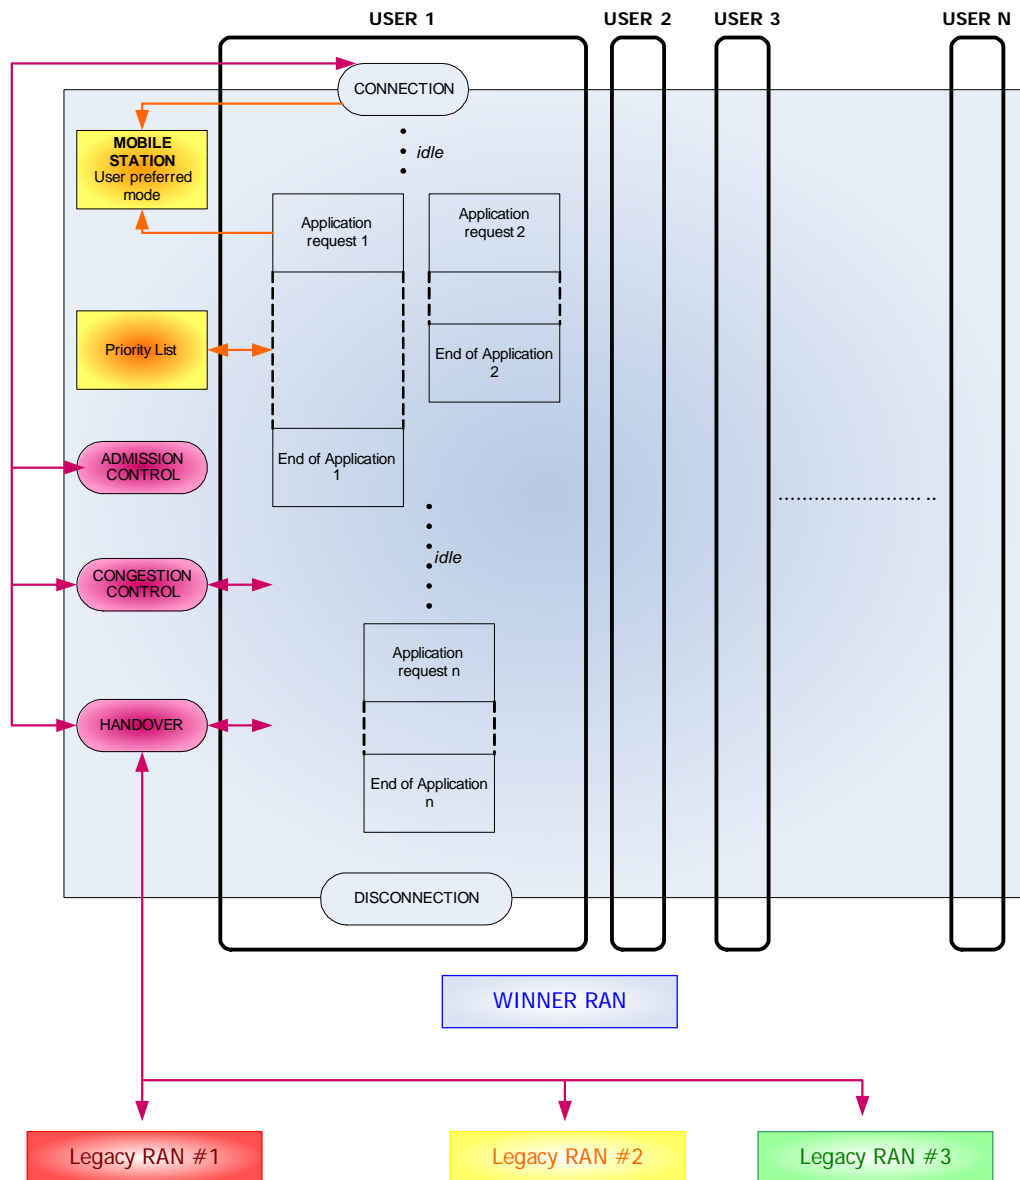 USER 1
USER 2
USER 3
USER N
CONNECTION
MOBILE
STATION
User preferred
mode
idle
Application
request 1
Application
request 2
Priority List
End of Application
2
ADMISSION
CONTROL
End of Application
1
CONGESTION
CONTROL
idle
Application
request n
HANDOVER
End of Application
n
DISCONNECTION
WINNER RAN
Legacy RAN #1
Legacy RAN #2
Legacy RAN #3